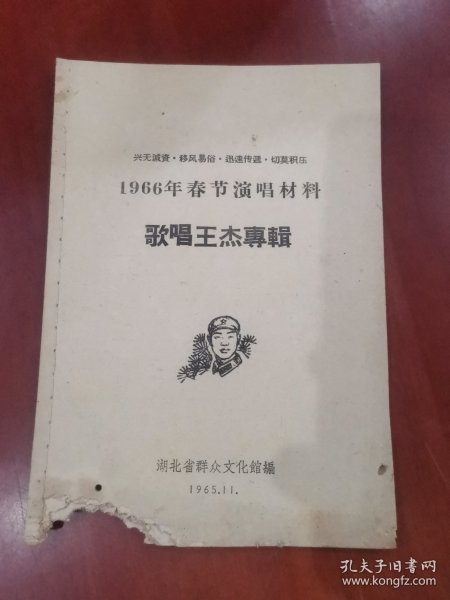 兴无滅資·移风易俗·迅速传递·切莫积压
1966年春节演唱材料
歌唱王杰專輯
湖北省群众文化館編
1965.11.
孔夫子旧书网
www.kongfz.com